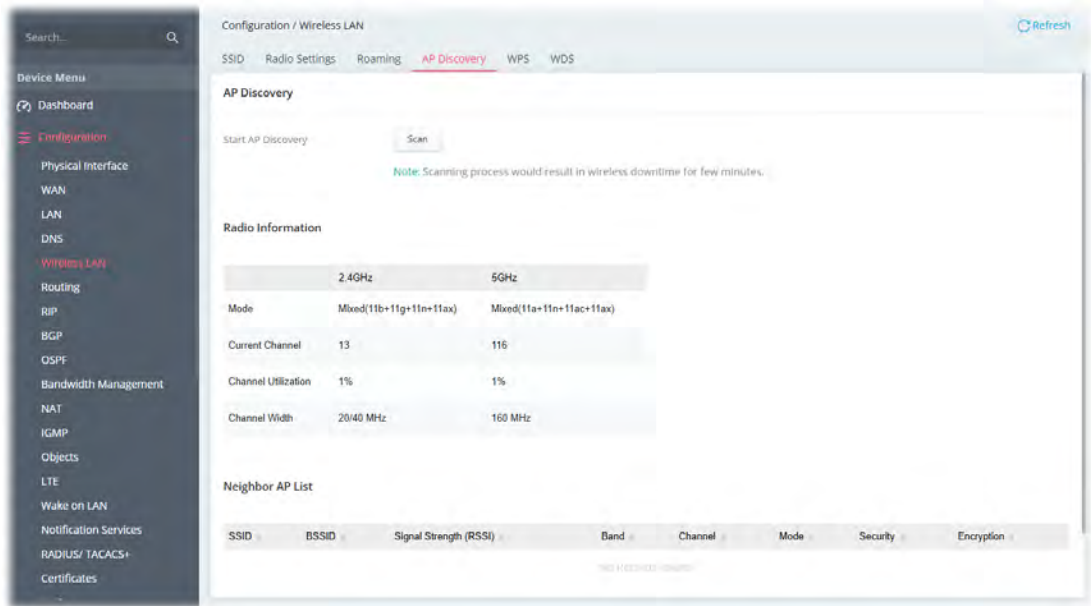 Search...
Configuration / Wireless LAN
Refresh
SSID Radio Settings Roaming AP Discovery WPS WDS
Device Menu
Dashboard
Configuration
Physical Interface
WAN
LAN
DNS
Wireless LAN
Routing
RIP
BGP
OSPF
Bandwidth Management
NAT
IGMP
Objects
LTE
Wake on LAN
Notification Services
RADIUS/ TACACS+
Certificates
AP Discovery
Start AP Discovery Scan
Note: Scanning process would result in wireless downtime for few minutes.
Radio Information
2.4GHz 5GHz
Mode Mixed(11b+11g+11n+11ax) Mixed(11a+11n+11ac+11ax)
Current Channel 13 116
Channel Utilization 1% 1%
Channel Width 20/40 MHz 160 MHz
Neighbor AP List
SSID BSSID Signal Strength (RSSI) Band Channel Mode Security Encryption